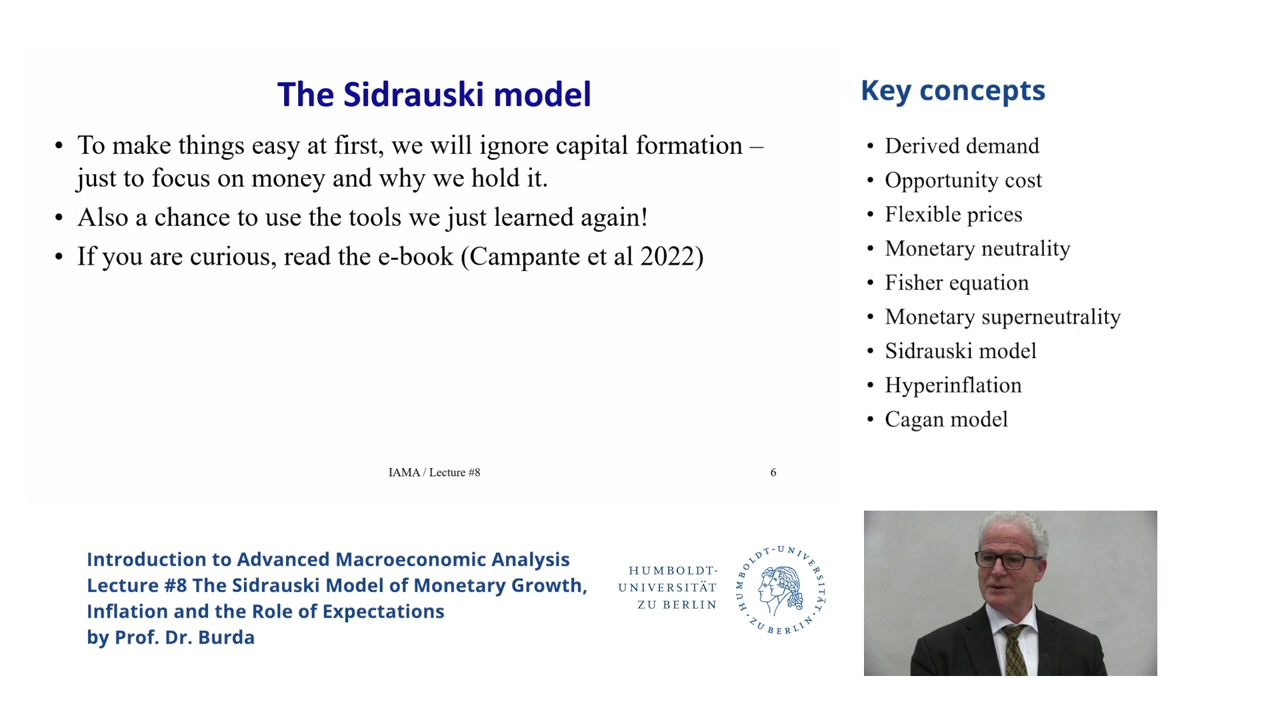 The Sidrauski model
• To make things easy at first, we will ignore capital formation –
just to focus on money and why we hold it.
• Also a chance to use the tools we just learned again!
• If you are curious, read the e-book (Campante et al 2022)
IAMA / Lecture #8
6
Key concepts
• Derived demand
• Opportunity cost
• Flexible prices
• Monetary neutrality
• Fisher equation
• Monetary superneutrality
• Sidrauski model
• Hyperinflation
• Cagan model
Introduction to Advanced Macroeconomic Analysis
Lecture #8 The Sidrauski Model of Monetary Growth,
Inflation and the Role of Expectations
by Prof. Dr. Burda
HUMBOLDT-
UNIVERSITÄT
ZU BERLIN
HUMBOLDT-UNIVERSITÄT
ZU BERLIN